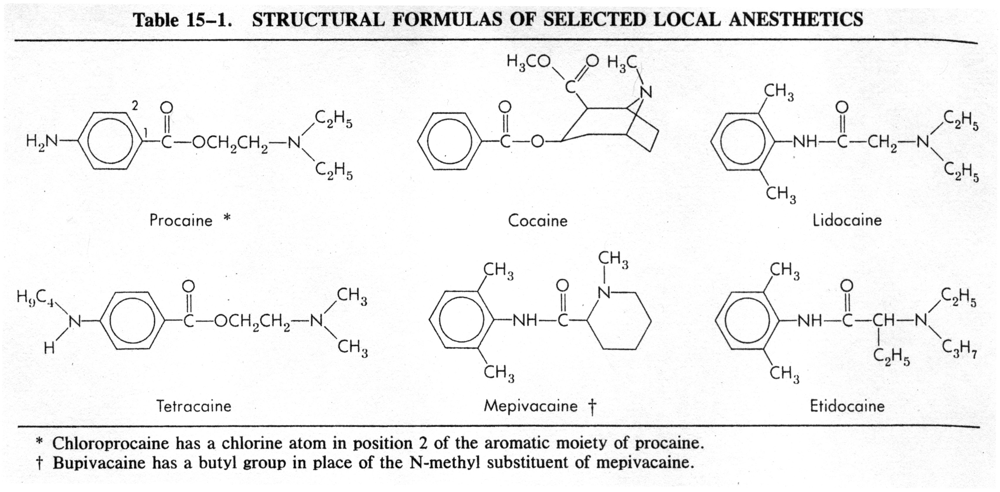 Table 15–1. STRUCTURAL FORMULAS OF SELECTED LOCAL ANESTHETICS
H₃CO O H₃C
C N
2 O C₂H₅
H₂N 1 C—OCH₂CH₂—N
C₂H₅
O
C—O
CH₃
O C₂H₅
NH—C—CH₂—N
C₂H₅
CH₃
Procaine * Cocaine Lidocaine
H₉C₄ O CH₃
N C—OCH₂CH₂—N
H CH₃
CH₃ CH₃
O N
NH—C
CH₃
CH₃
O C₂H₅
NH—C—CH—N
C₂H₅ C₃H₇
CH₃
Tetracaine Mepivacaine † Etidocaine
* Chloroprocaine has a chlorine atom in position 2 of the aromatic moiety of procaine.
† Bupivacaine has a butyl group in place of the N-methyl substituent of mepivacaine.